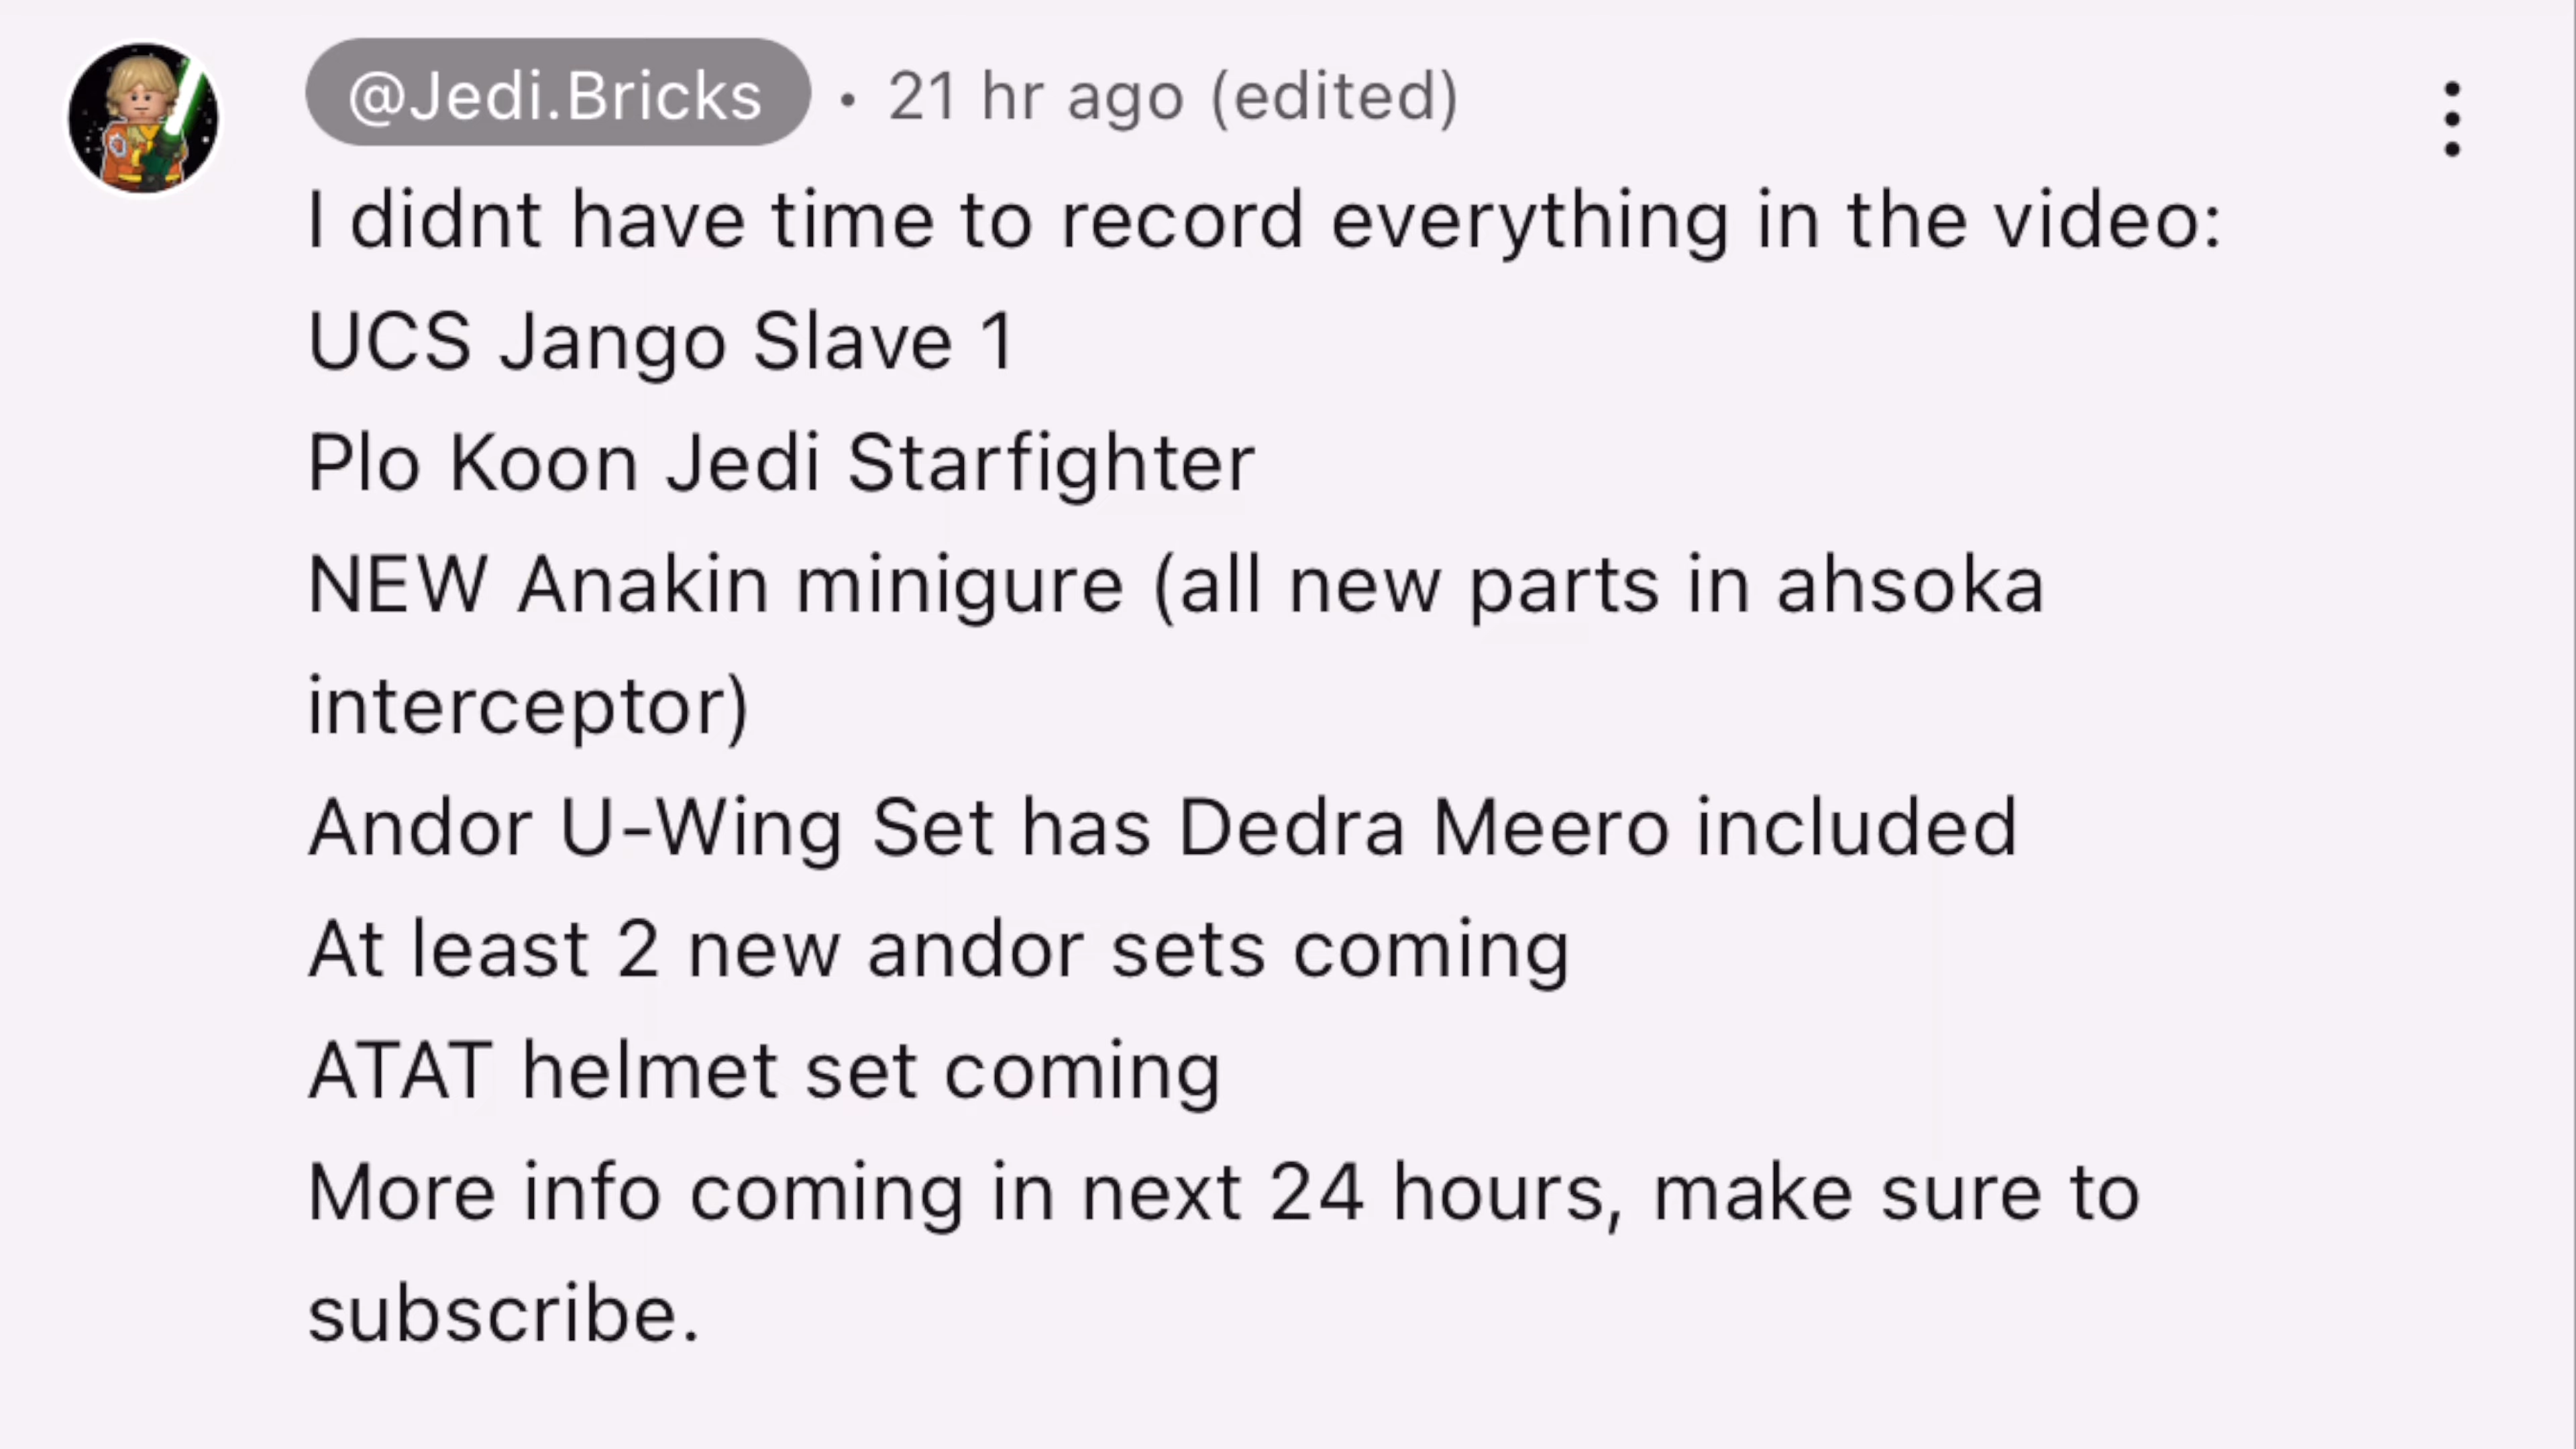 @Jedi.Bricks • 21 hr ago (edited)
I didnt have time to record everything in the video:
UCS Jango Slave 1
Plo Koon Jedi Starfighter
NEW Anakin minigure (all new parts in ahsoka
interceptor)
Andor U-Wing Set has Dedra Meero included
At least 2 new andor sets coming
ATAT helmet set coming
More info coming in next 24 hours, make sure to
subscribe.